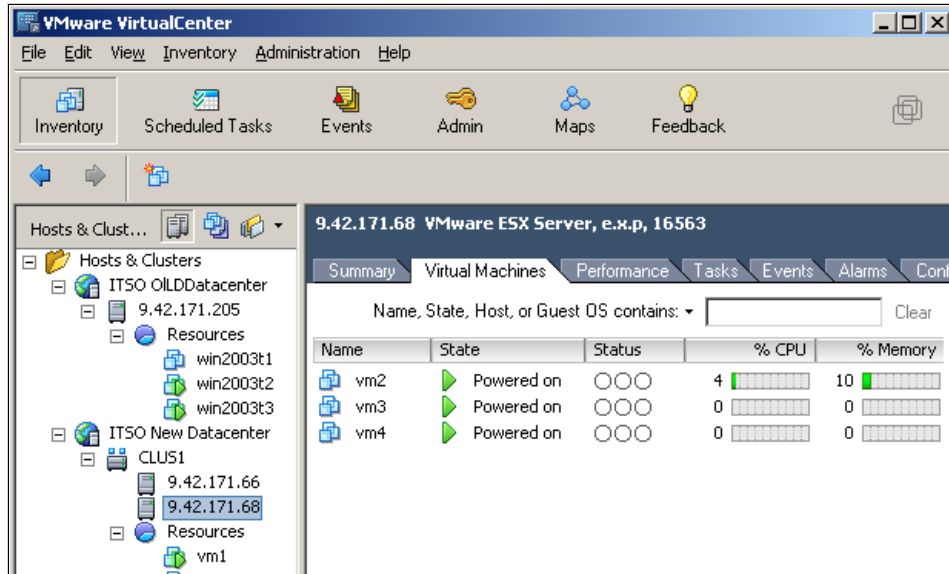 VMware VirtualCenter
File Edit View Inventory Administration Help
Inventory Scheduled Tasks Events Admin Maps Feedback
Hosts & Clust...
9.42.171.68 VMware ESX Server, e.x.p, 16563
Hosts & Clusters
ITSO OlLDDatacenter
9.42.171.205
Resources
win2003t1
win2003t2
win2003t3
ITSO New Datacenter
CLUS1
9.42.171.66
9.42.171.68
Resources
vm1
Summary Virtual Machines Performance Tasks Events Alarms Conf
Name, State, Host, or Guest OS contains: Clear
Name State Status % CPU % Memory
vm2 Powered on 4 10
vm3 Powered on 0 0
vm4 Powered on 0 0